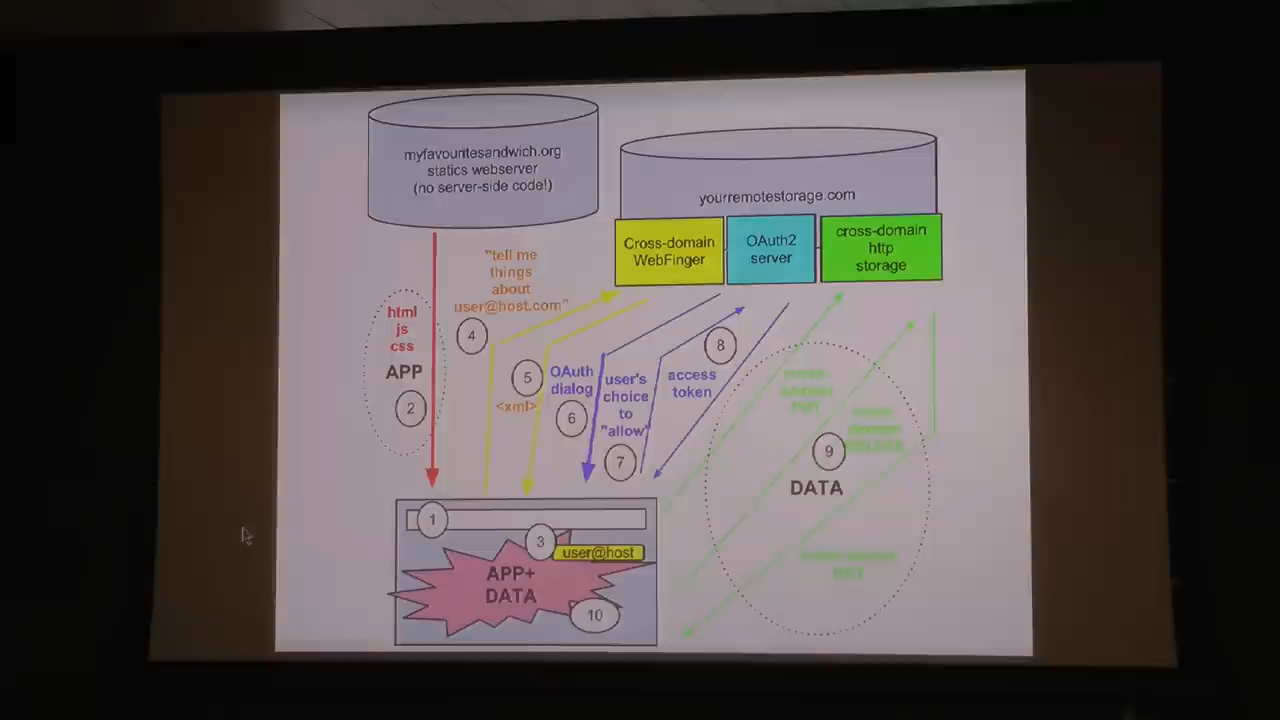 myfavouritesandwich.org
statics webserver
(no server-side code!)
yourremotestorage.com
Cross-domain
WebFinger
OAuth2
server
cross-domain
http
storage
"tell me
things
about
user@host.com"
4
html
js
css
APP
2
5
<xml>
OAuth
dialog
6
user's
choice
to
"allow"
7
8
access
token
9
DATA
1
3
user@host
APP+
DATA
10